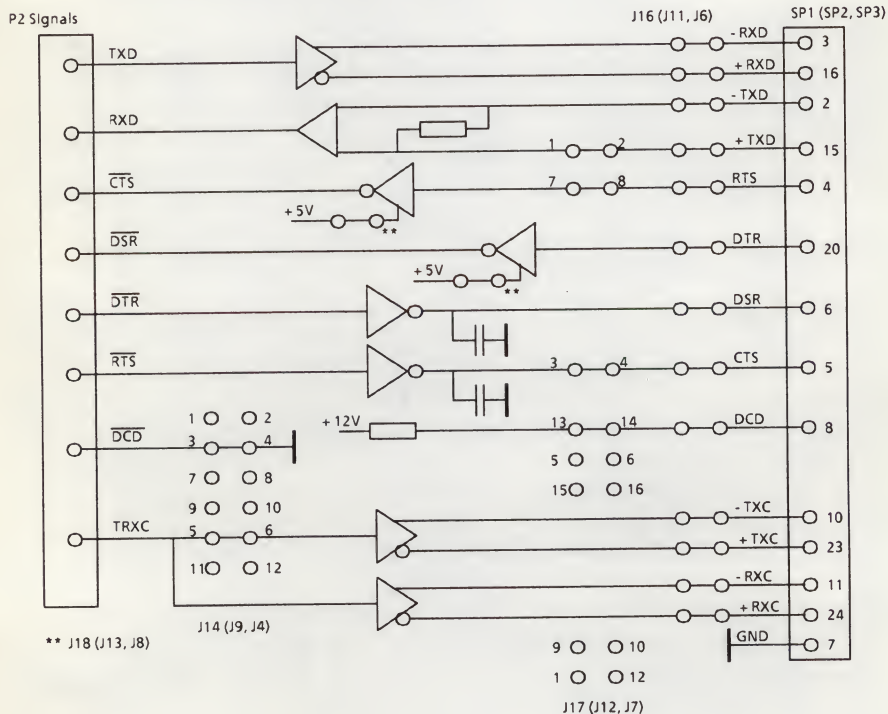 P2 Signals
J16 (J11, J6)
SP1 (SP2, SP3)
TXD
- RXD
3
+ RXD
16
RXD
- TXD
2
1
2
+ TXD
15
CTS
7
8
RTS
4
+ 5V
**
DSR
DTR
20
+ 5V
**
DTR
DSR
6
RTS
3
4
CTS
5
1
2
+ 12V
13
14
DCD
8
DCD
3
4
5
6
7
8
15
16
9
10
- TXC
10
TRXC
5
6
+ TXC
23
11
12
- RXC
11
+ RXC
24
J14 (J9, J4)
GND
7
** J18 (J13, J8)
9
10
1
12
J17 (J12, J7)